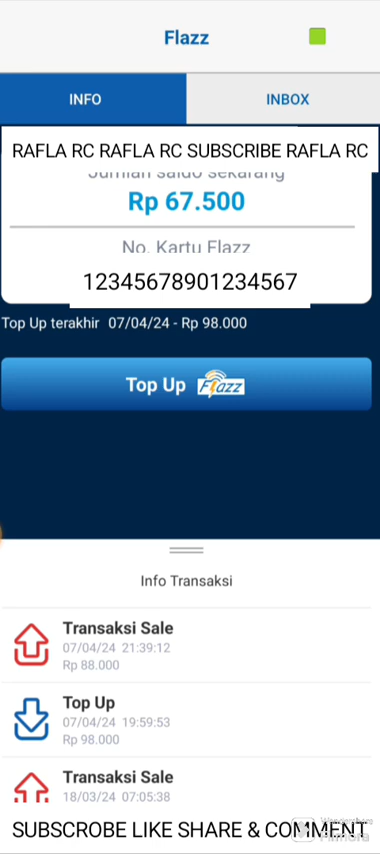 Flazz
INFO
INBOX
RAFLA RC RAFLA RC SUBSCRIBE RAFLA RC
Jumlah saldo sekarang
Rp 67.500
No. Kartu Flazz
12345678901234567
Top Up terakhir 07/04/24 - Rp 98.000
Top Up Flazz
Info Transaksi
Transaksi Sale
07/04/24 21:39:12
Rp 88.000
Top Up
07/04/24 19:59:53
Rp 98.000
Transaksi Sale
18/03/24 07:05:38
Wondershare
Filmora
SUBSCROBE LIKE SHARE & COMMENT